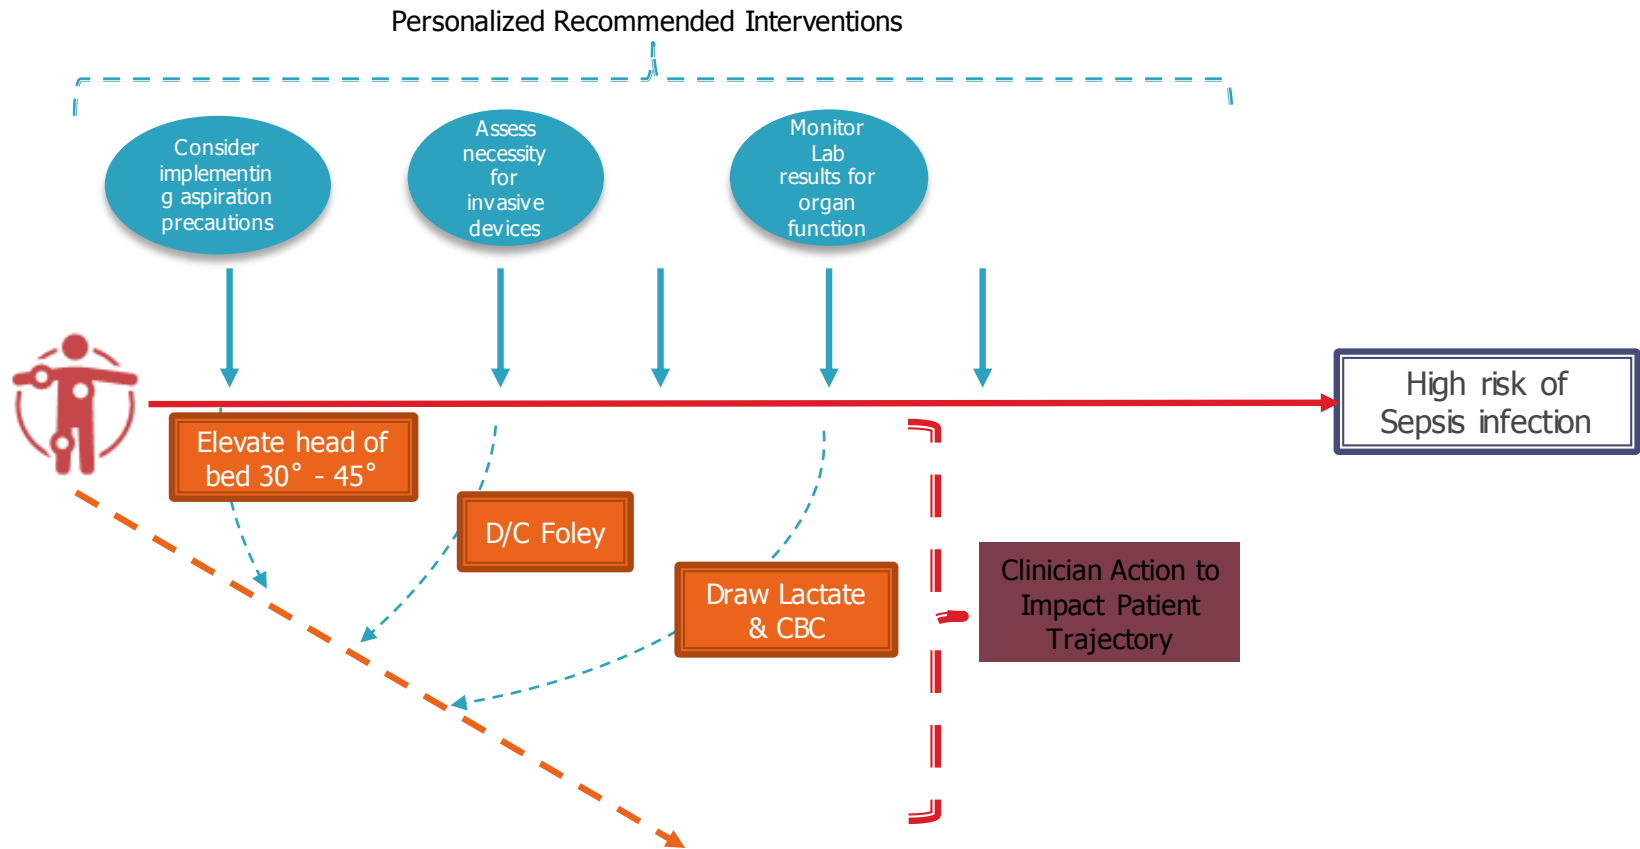 Personalized Recommended Interventions
Consider
implementin
g aspiration
precautions
Assess
necessity
for
invasive
devices
Monitor
Lab
results for
organ
function
High risk of
Sepsis infection
Elevate head of
bed 30° - 45°
D/C Foley
Draw Lactate
& CBC
Clinician Action to
Impact Patient
Trajectory